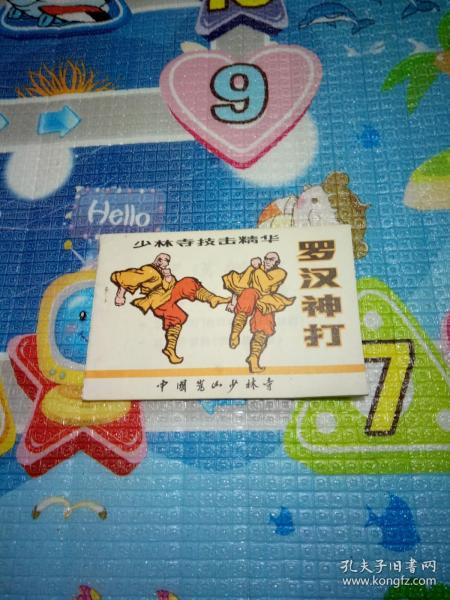 9
Hello
少林寺技击精华
罗汉神打
中国嵩山少林寺
7
孔夫子旧书网
www.kongfz.com